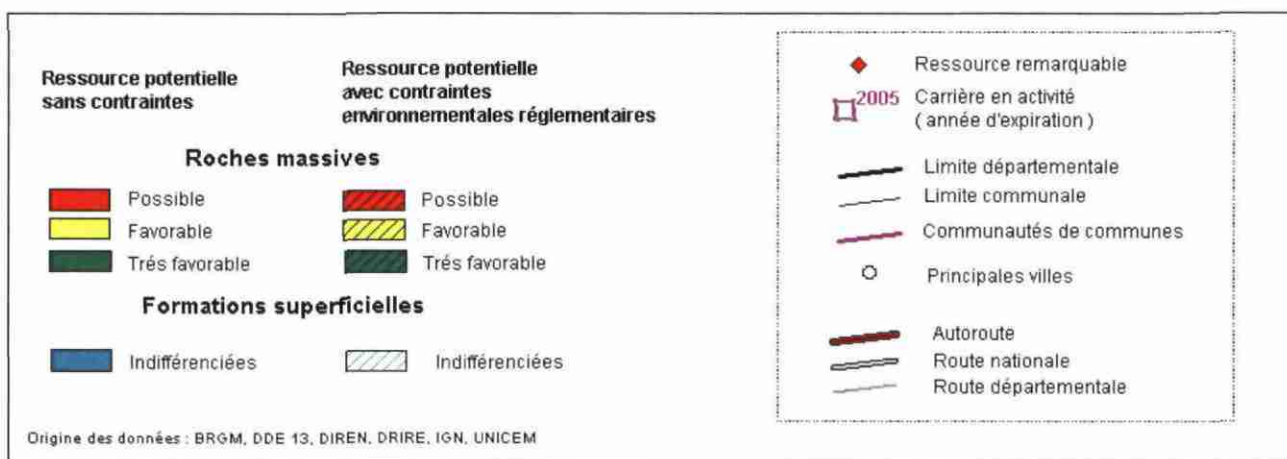 Ressource potentielle
sans contraintes
Ressource potentielle
avec contraintes
environnementales réglementaires
Roches massives
Possible
Possible
Favorable
Favorable
Trés favorable
Trés favorable
Formations superficielles
Indifférenciées
Indifférenciées
Origine des données : BRGM, DDE 13, DIREN, DRIRE, IGN, UNICEM
Ressource remarquable
2005 Carrière en activité
( année d'expiration )
Limite départementale
Limite communale
Communautés de communes
Principales villes
Autoroute
Route nationale
Route départementale